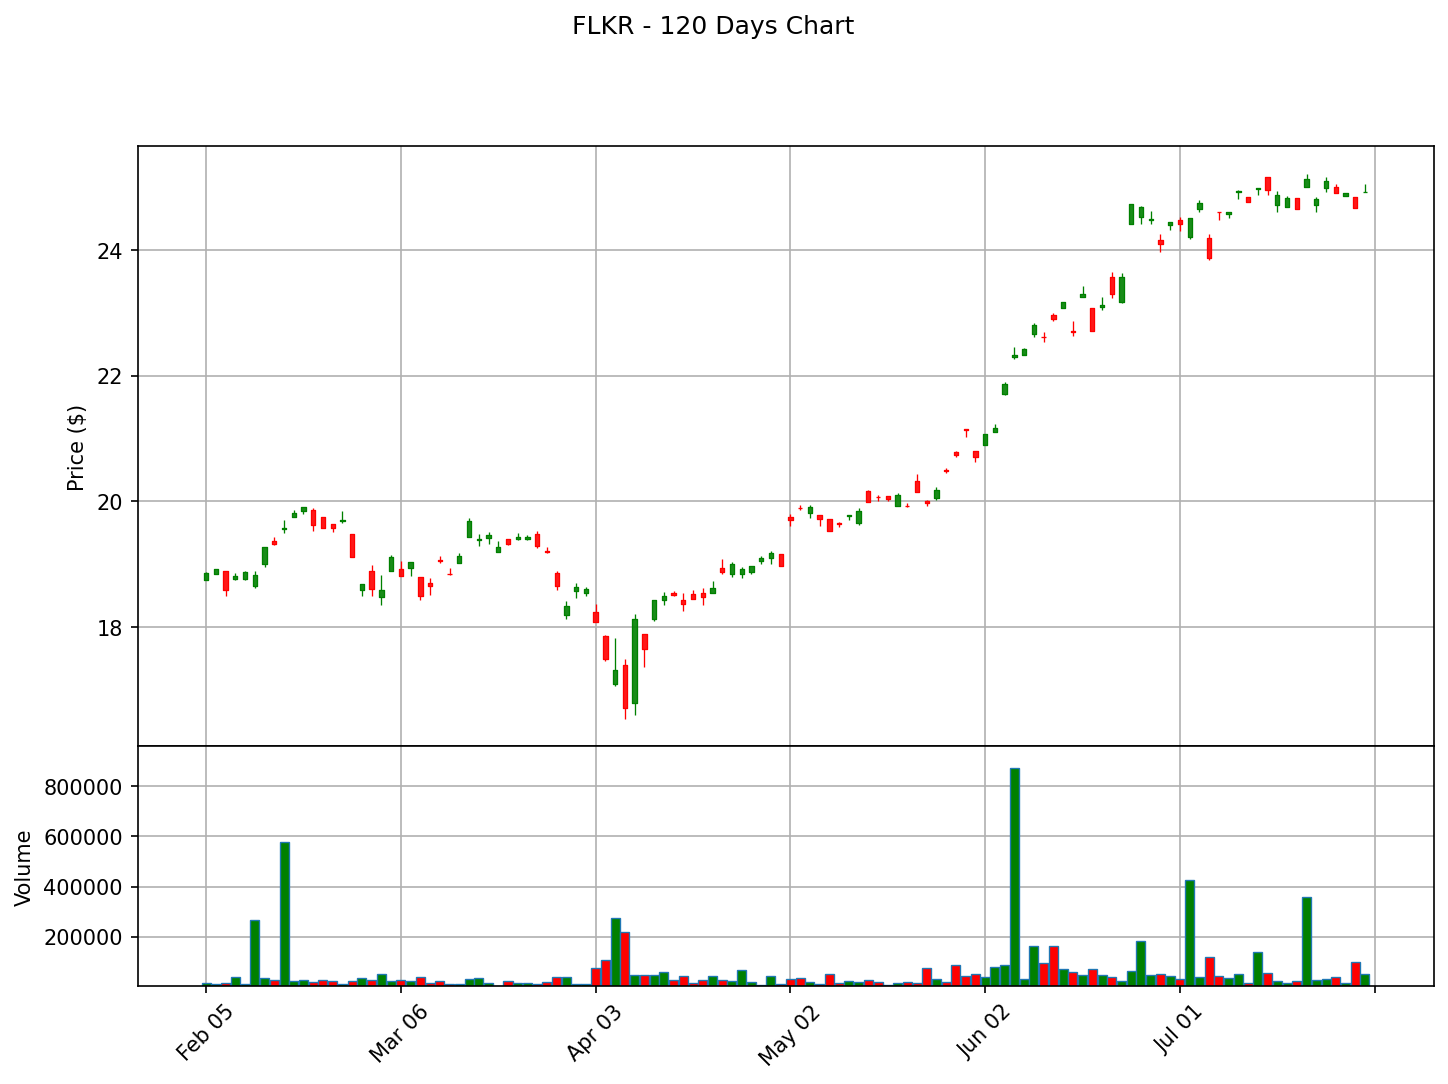 FLKR - 120 Days Chart
Price ($)
24
22
20
18
Volume
800000
600000
400000
200000
Feb 05
Mar 06
Apr 03
May 02
Jun 02
Jul 01